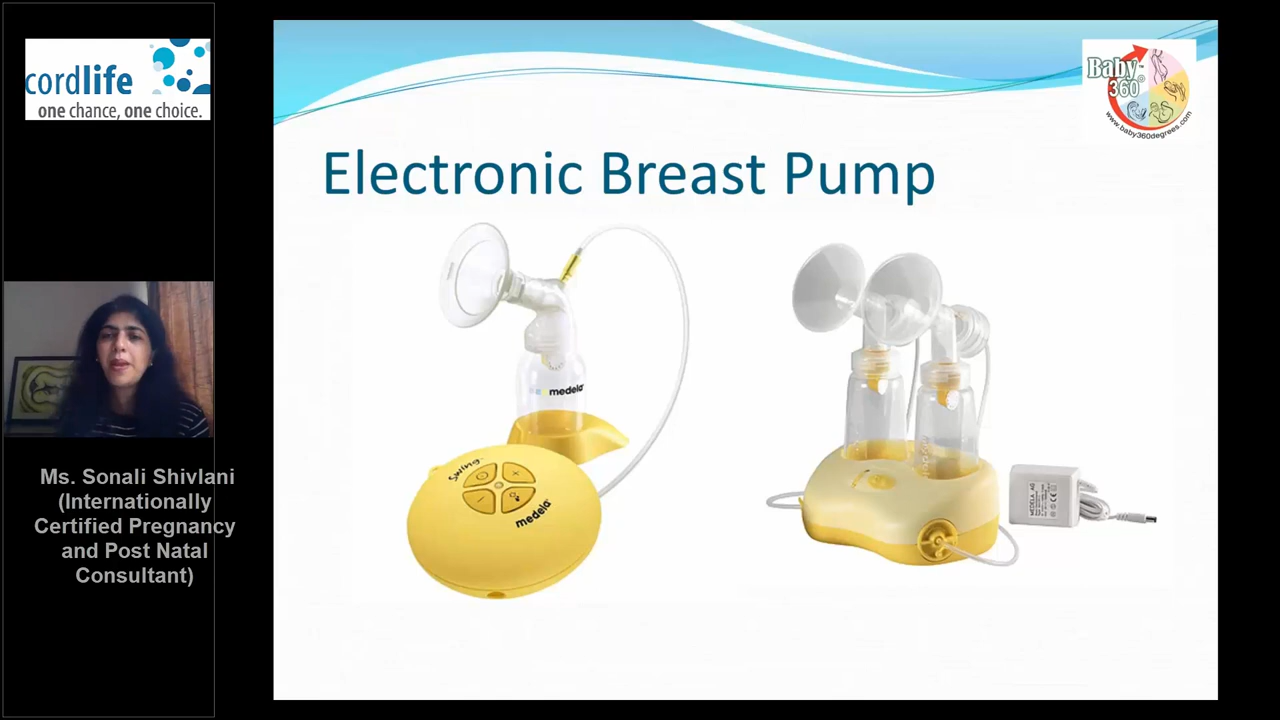 cordlife
one chance, one choice.
Ms. Sonali Shivlani
(Internationally
Certified Pregnancy
and Post Natal
Consultant)
Baby
360°
www.baby360degrees.com
Electronic Breast Pump
medela
swing
medela
MEDELA AG